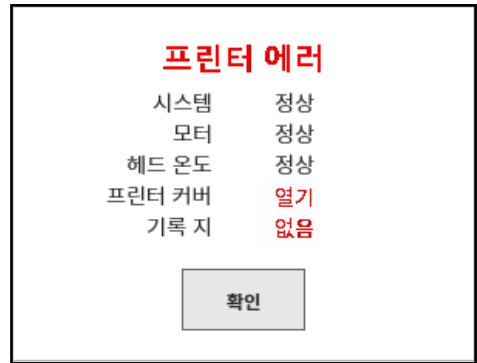 프린터 에러
시스템 정상
모터 정상
헤드 온도 정상
프린터 커버 열기
기록 지 없음
확인